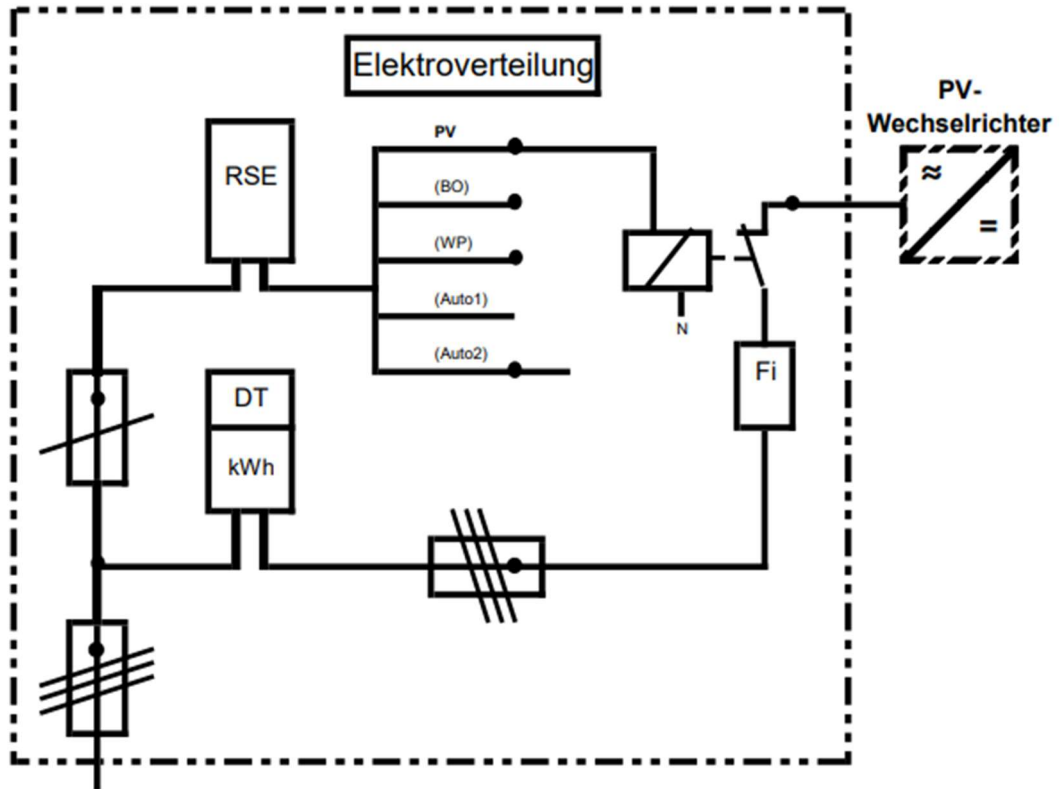 Elektroverteilung
PV-
Wechselrichter
≈
=
RSE
PV
(BO)
(WP)
(Auto1)
(Auto2)
N
Fi
DT
kWh